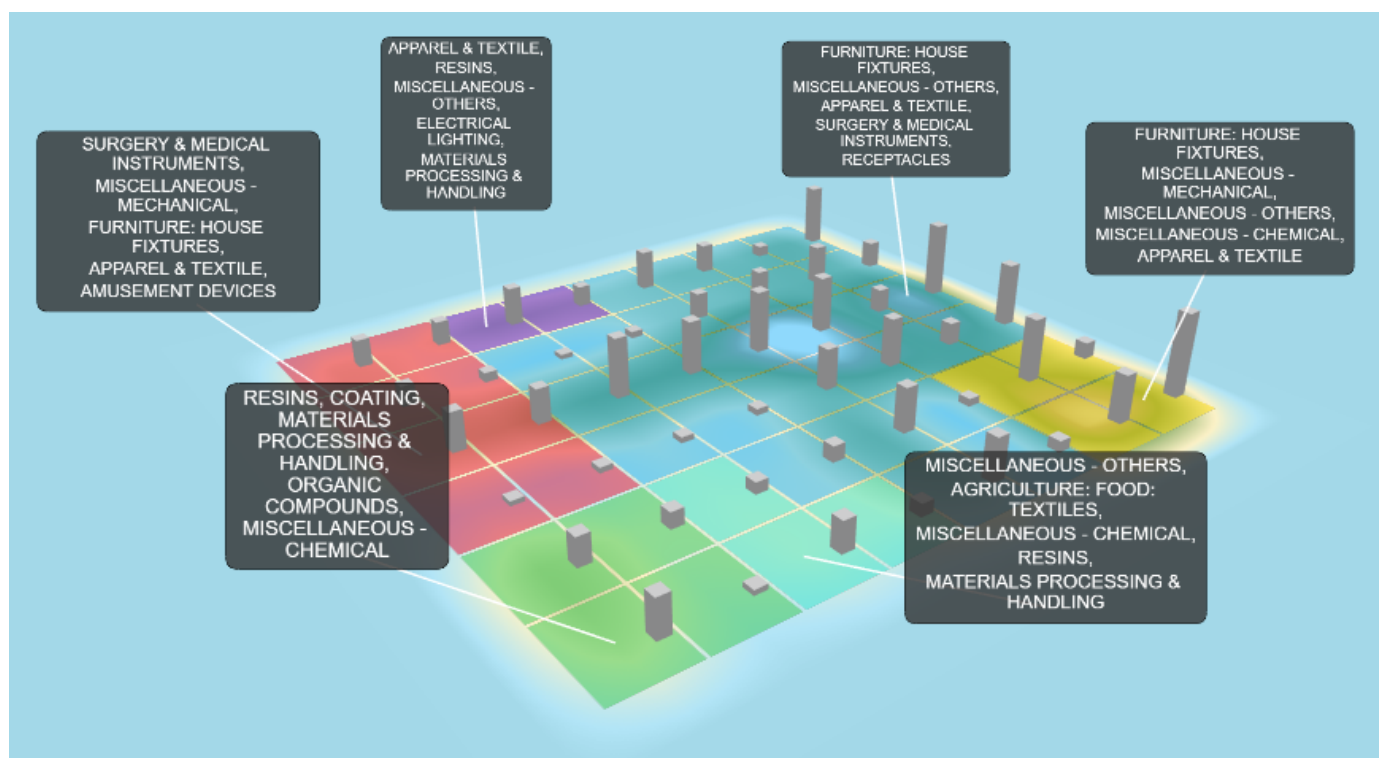 APPAREL & TEXTILE,
RESINS,
MISCELLANEOUS -
OTHERS,
ELECTRICAL
LIGHTING,
MATERIALS
PROCESSING &
HANDLING
FURNITURE: HOUSE
FIXTURES,
MISCELLANEOUS - OTHERS,
APPAREL & TEXTILE,
SURGERY & MEDICAL
INSTRUMENTS,
RECEPTACLES
FURNITURE: HOUSE
FIXTURES,
MISCELLANEOUS -
MECHANICAL,
MISCELLANEOUS - OTHERS,
MISCELLANEOUS - CHEMICAL,
APPAREL & TEXTILE
SURGERY & MEDICAL
INSTRUMENTS,
MISCELLANEOUS -
MECHANICAL,
FURNITURE: HOUSE
FIXTURES,
APPAREL & TEXTILE,
AMUSEMENT DEVICES
RESINS, COATING,
MATERIALS
PROCESSING &
HANDLING,
ORGANIC
COMPOUNDS,
MISCELLANEOUS -
CHEMICAL
MISCELLANEOUS - OTHERS,
AGRICULTURE: FOOD:
TEXTILES,
MISCELLANEOUS - CHEMICAL,
RESINS,
MATERIALS PROCESSING &
HANDLING